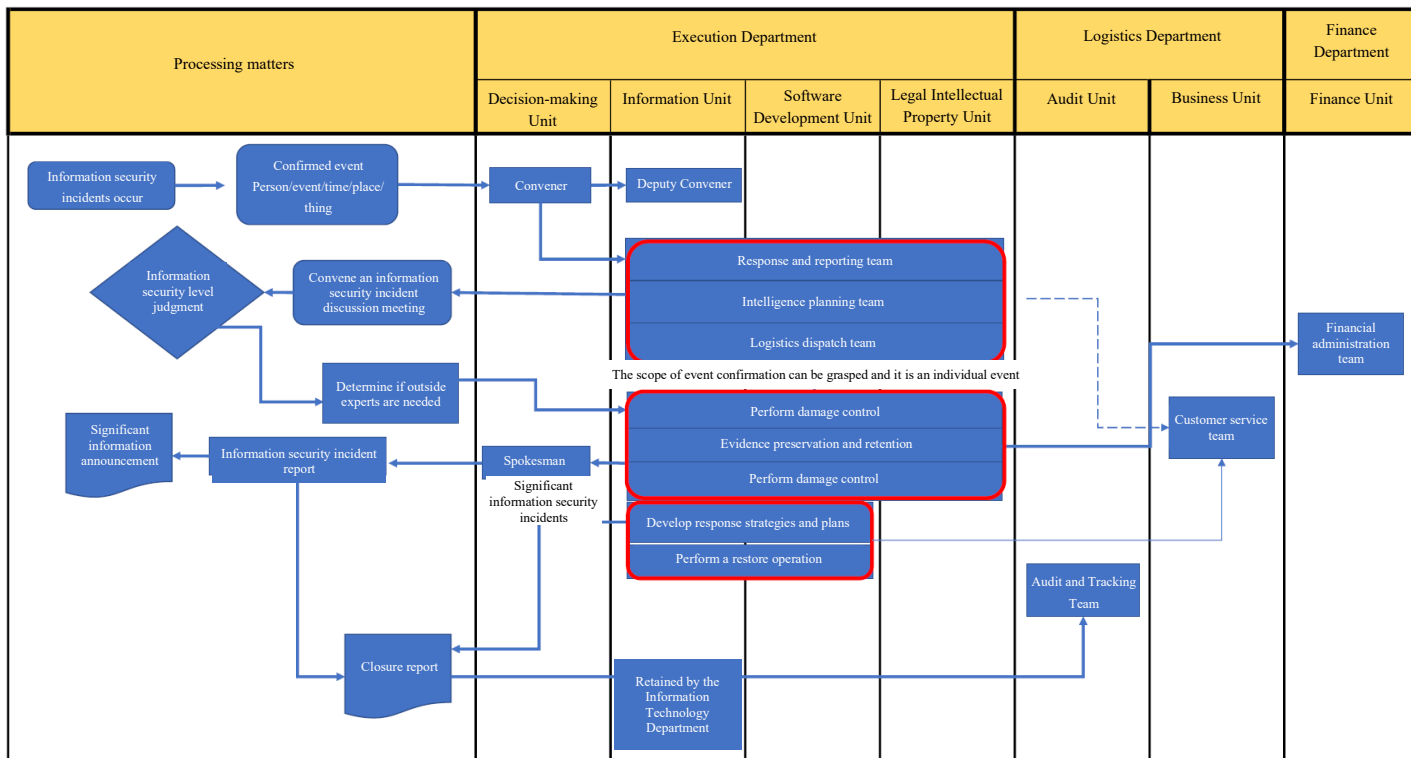 Processing matters
Execution Department
Logistics Department
Finance
Department
Decision-making
Unit
Information Unit
Software
Development Unit
Legal Intellectual
Property Unit
Audit Unit
Business Unit
Finance Unit
Information security
incidents occur
Confirmed event
Person/event/time/place/
thing
Convener
Deputy Convener
Information
security level
judgment
Convene an information
security incident
discussion meeting
Response and reporting team
Intelligence planning team
Logistics dispatch team
Financial
administration
team
The scope of event confirmation can be grasped and it is an individual event
Determine if outside
experts are needed
Perform damage control
Evidence preservation and retention
Perform damage control
Customer service
team
Significant
information
announcement
Information security incident
report
Spokesman
Significant
information security
incidents
Develop response strategies and plans
Perform a restore operation
Audit and Tracking
Team
Closure report
Retained by the
Information
Technology
Department